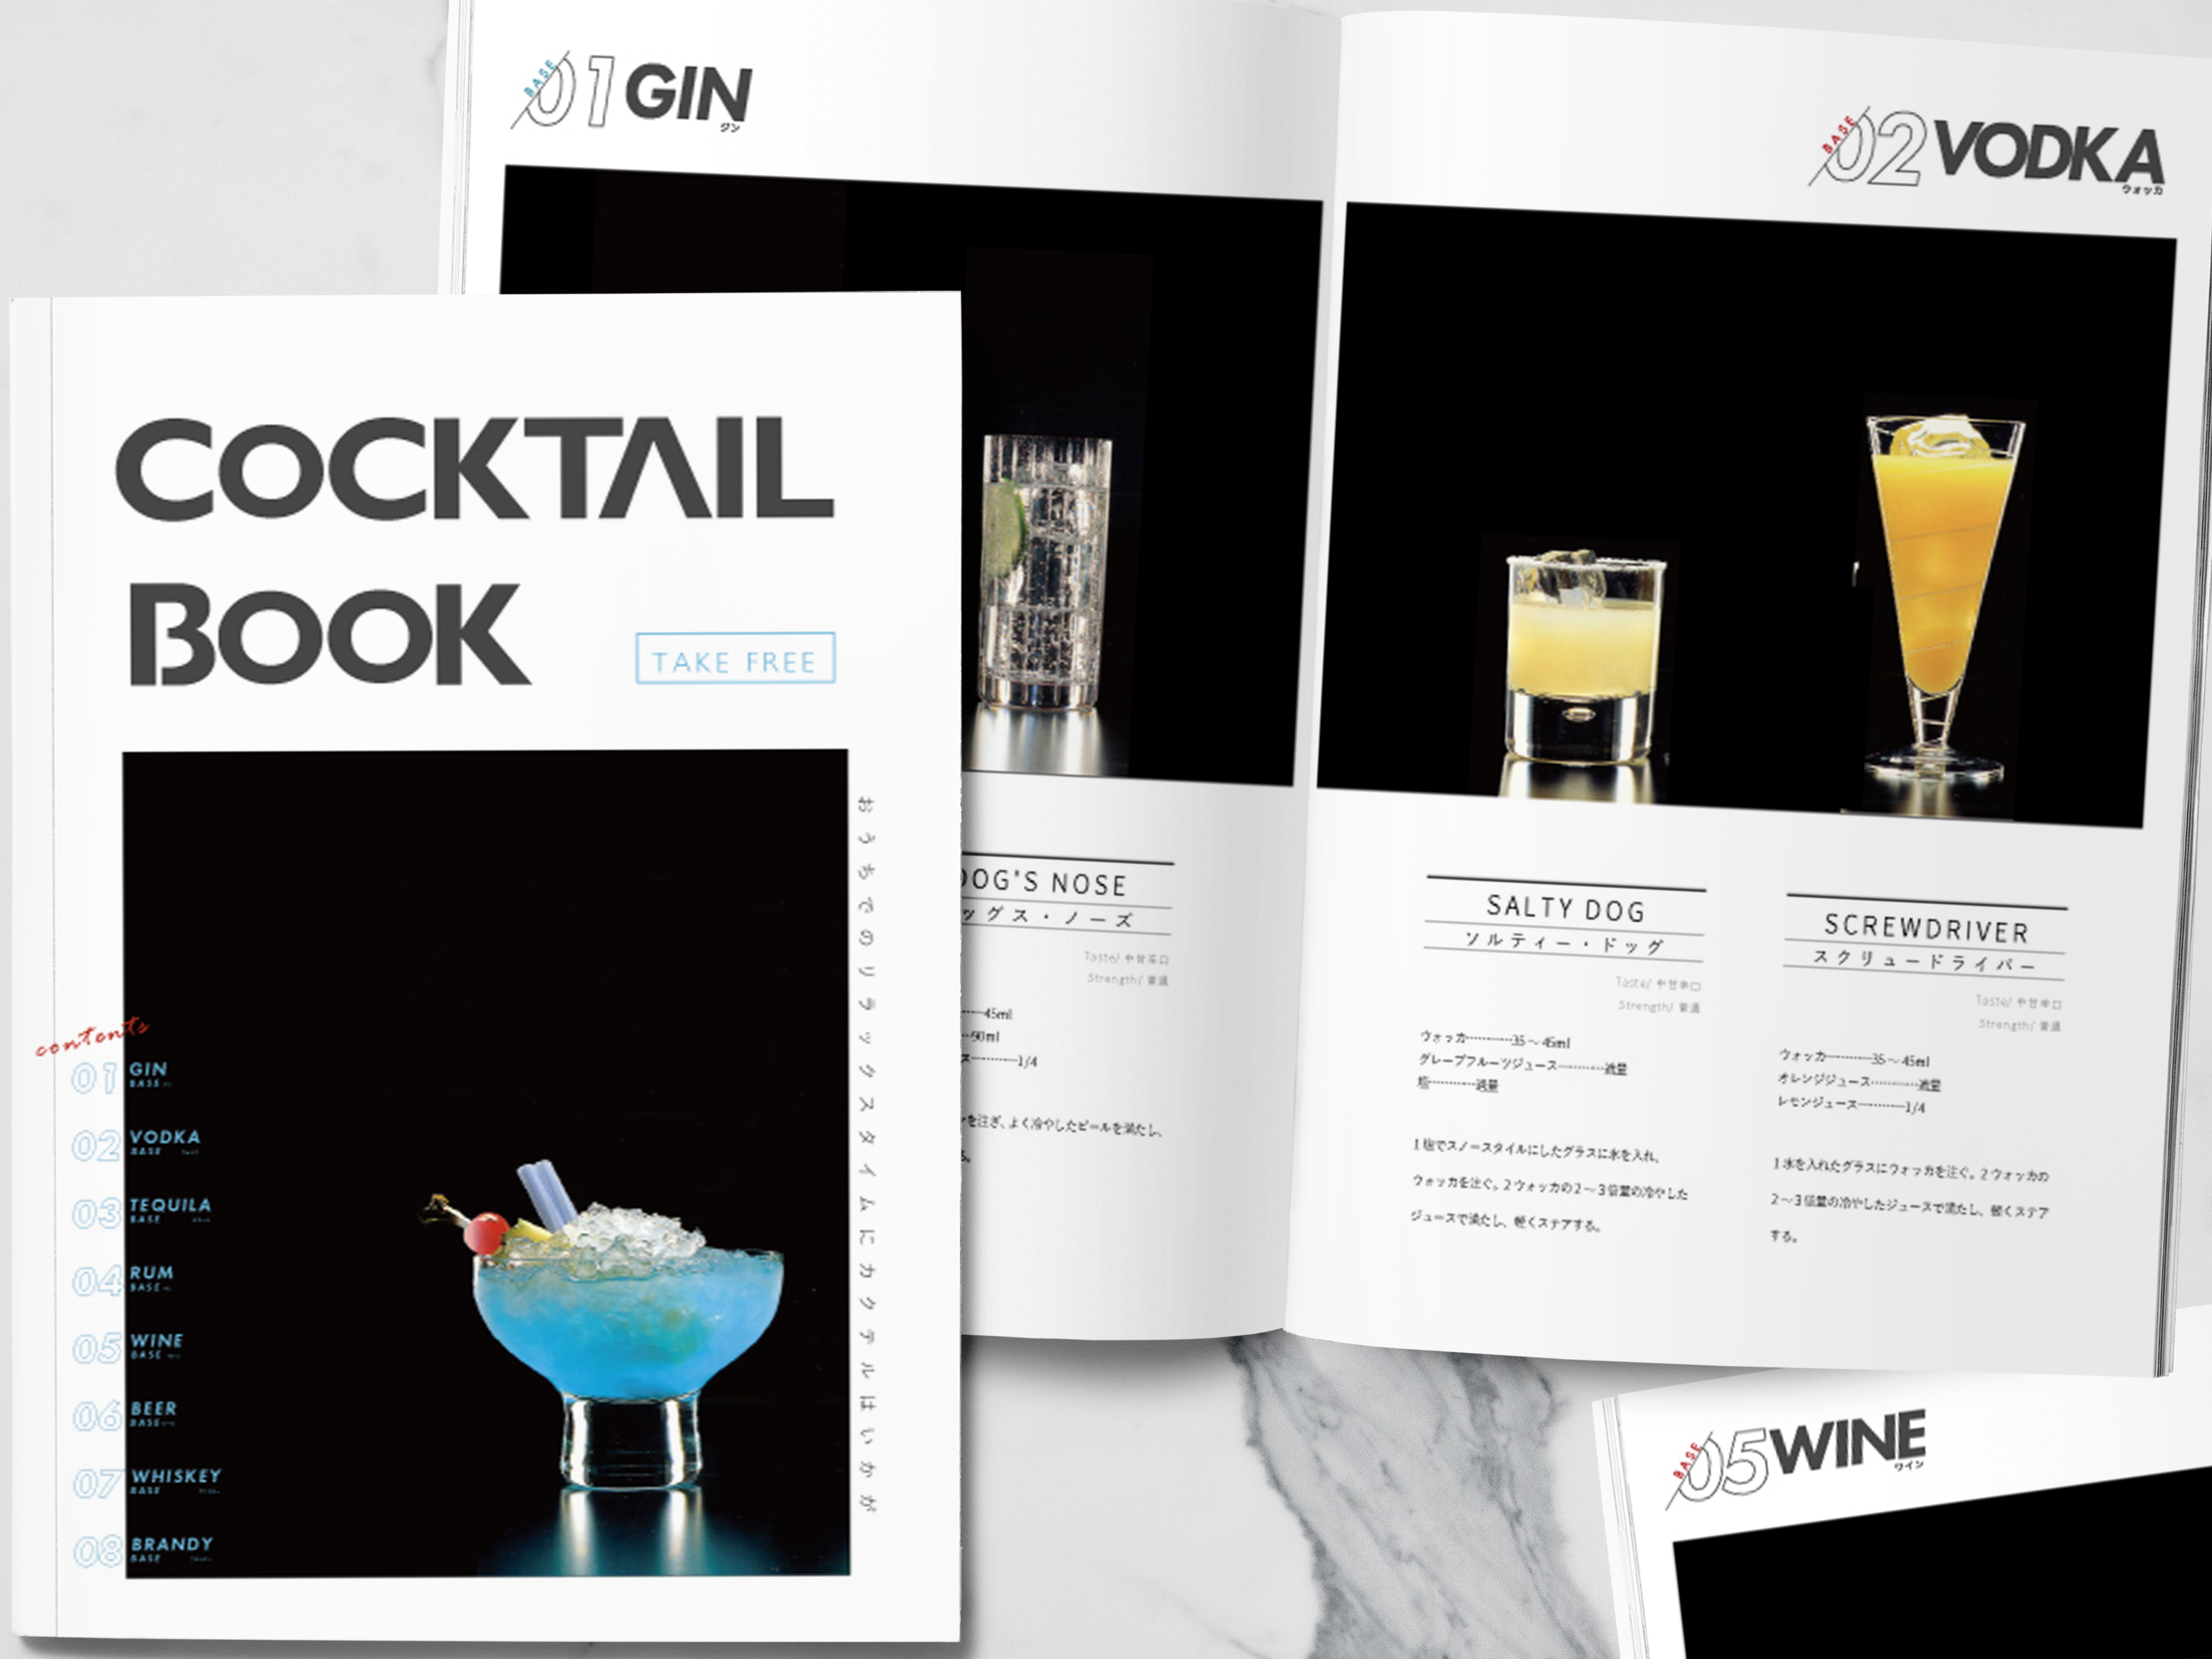 COCKTAIL
BOOK
TAKE FREE
おうちでのリラックスタイムにカクテルはいかが
contents
01 GIN
BASE
02 VODKA
BASE
03 TEQUILA
BASE
04 RUM
BASE
05 WINE
BASE
06 BEER
BASE
07 WHISKEY
BASE
08 BRANDY
BASE
BASE 01 GIN
ジン
DOG'S NOSE
ッグス・ノーズ
Taste/ 中甘辛口
Strength/ 普通
45ml
90ml
ス----------1/4
を注ぎ、よく冷やしたビールを満たし、
る。
BASE 02 VODKA
ウォッカ
SALTY DOG
ソルティー・ドッグ
Taste/ 中甘辛口
Strength/ 普通
ウォッカ----------35～45ml
グレープフルーツジュース----------適量
塩----------適量
1 塩でスノースタイルにしたグラスに氷を入れ、
ウォッカを注ぐ。2 ウォッカの2～3倍量の冷やした
ジュースで満たし、軽くステアする。
SCREWDRIVER
スクリュードライバー
Taste/ 中甘辛口
Strength/ 普通
ウォッカ----------35～45ml
オレンジジュース----------適量
レモンジュース----------1/4
1 氷を入れたグラスにウォッカを注ぐ。2 ウォッカの
2～3倍量の冷やしたジュースで満たし、軽くステア
する。
BASE 05 WINE
ワイン